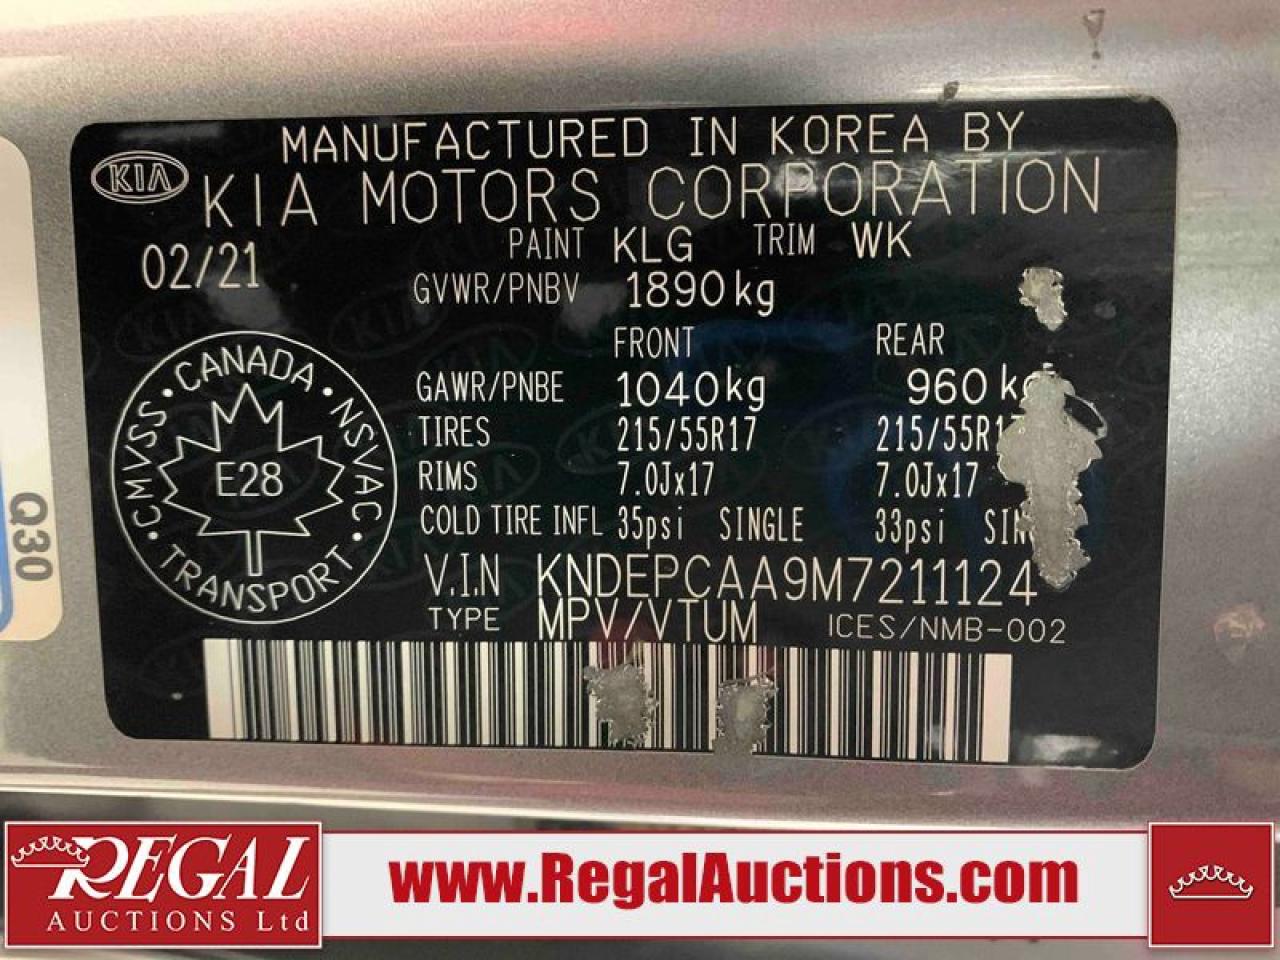 MANUFACTURED IN KOREA BY
KIA
KIA MOTORS CORPORATION
02/21
PAINT KLG TRIM WK
GVWR/PNBV 1890kg
FRONT REAR
GAWR/PNBE 1040kg 960 kg
TIRES 215/55R17 215/55R17
RIMS 7.0Jx17 7.0Jx17
COLD TIRE INFL 35psi SINGLE 33psi
V.I.N KNDEPCAA9M7211124
TYPE MPV/VTUM ICES/NMB-002
CANADA · NSVAC · TRANSPORT · CMVSS ·
E28
Q30
REGAL
AUCTIONS Ltd
www.RegalAuctions.com